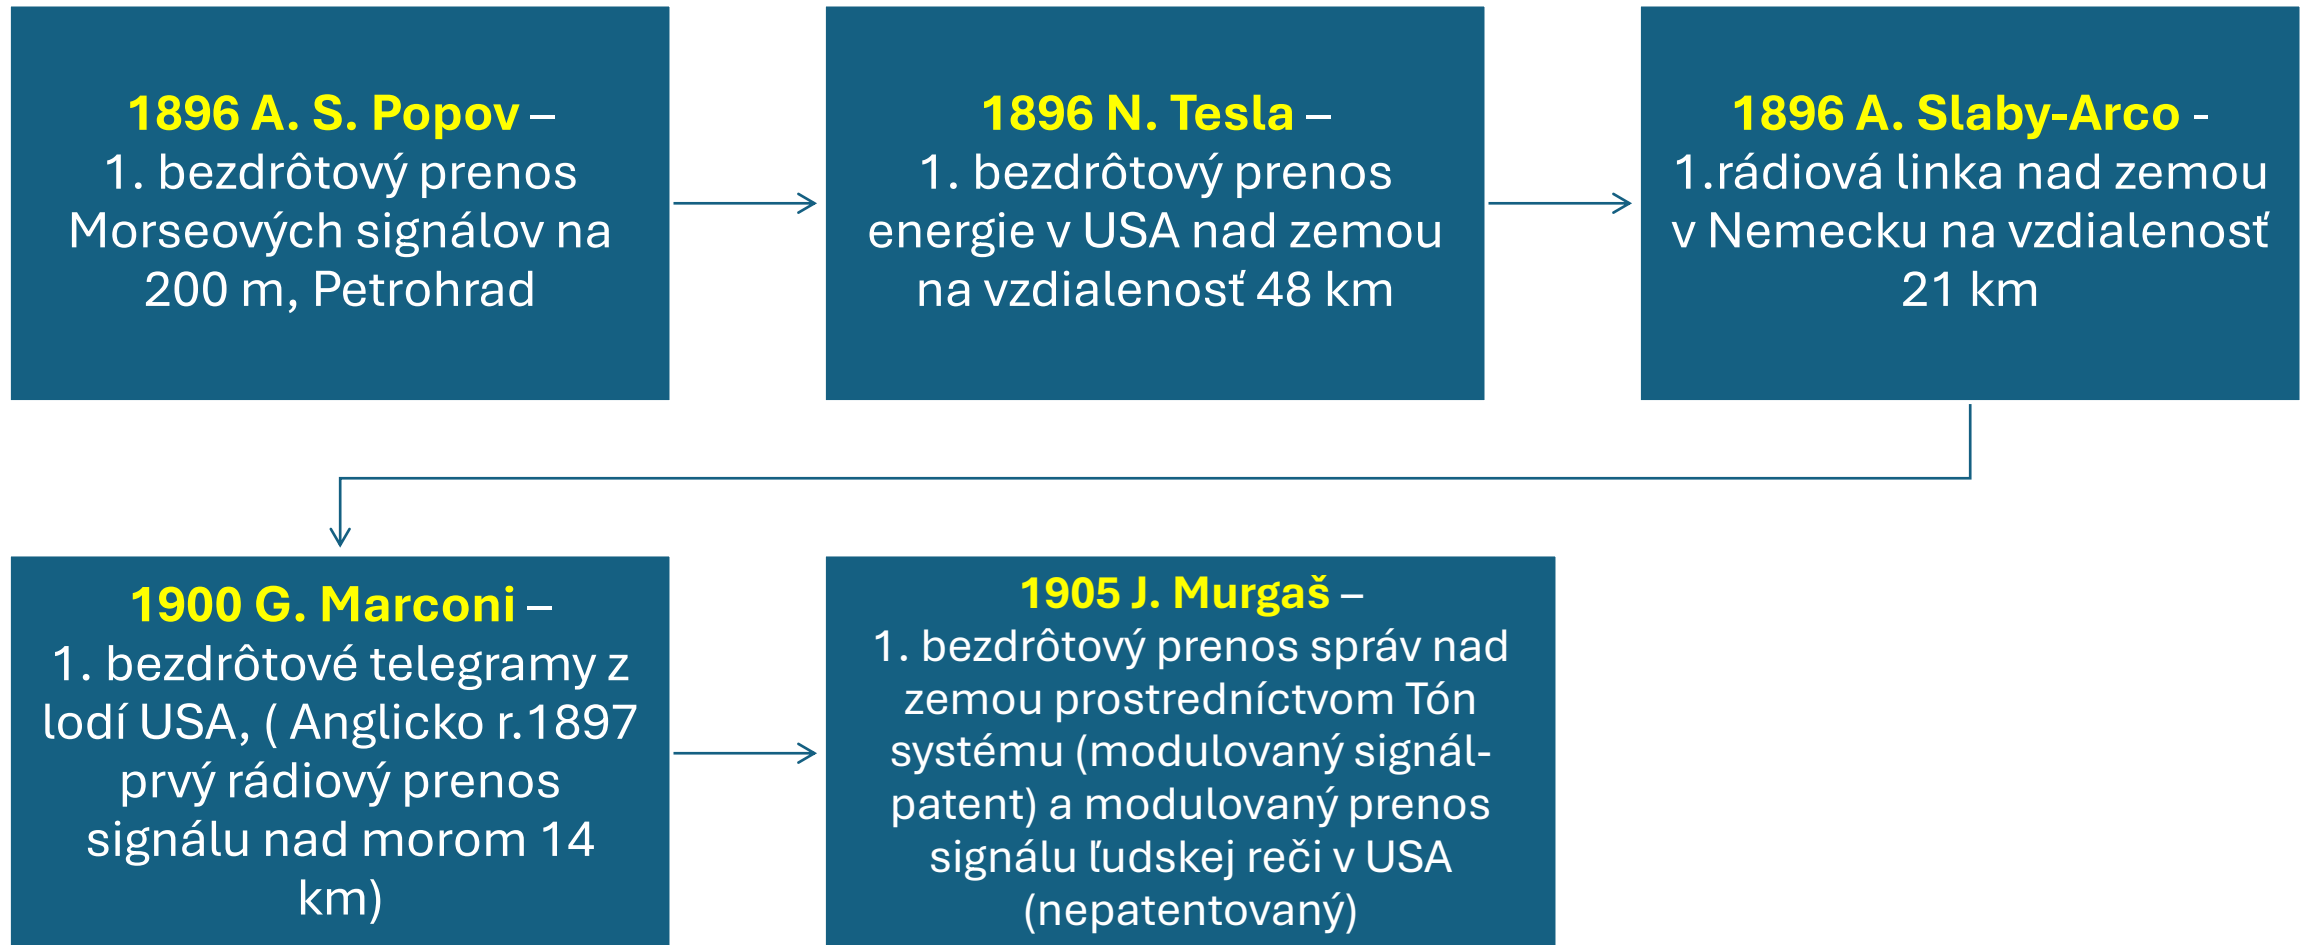 1896 A. S. Popov –
1. bezdrôtový prenos
Morseových signálov na
200 m, Petrohrad
1896 N. Tesla –
1. bezdrôtový prenos
energie v USA nad zemou
na vzdialenosť 48 km
1896 A. Slaby-Arco -
1.rádiová linka nad zemou
v Nemecku na vzdialenosť
21 km
1900 G. Marconi –
1. bezdrôtové telegramy z
lodí USA, ( Anglicko r.1897
prvý rádiový prenos
signálu nad morom 14
km)
1905 J. Murgaš –
1. bezdrôtový prenos správ nad
zemou prostredníctvom Tón
systému (modulovaný signál-
patent) a modulovaný prenos
signálu ľudskej reči v USA
(nepatentovaný)